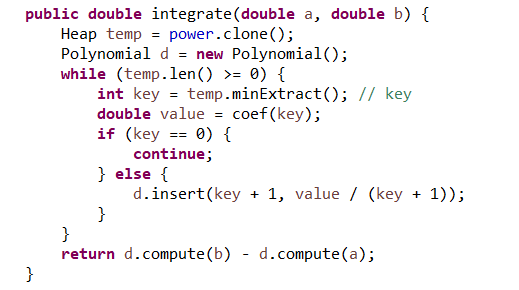 public double integrate(double a, double b) {
    Heap temp = power.clone();
    Polynomial d = new Polynomial();
    while (temp.len() >= 0) {
        int key = temp.minExtract(); // key
        double value = coef(key);
        if (key == 0) {
            continue;
        } else {
            d.insert(key + 1, value / (key + 1));
        }
    }
    return d.compute(b) - d.compute(a);
}